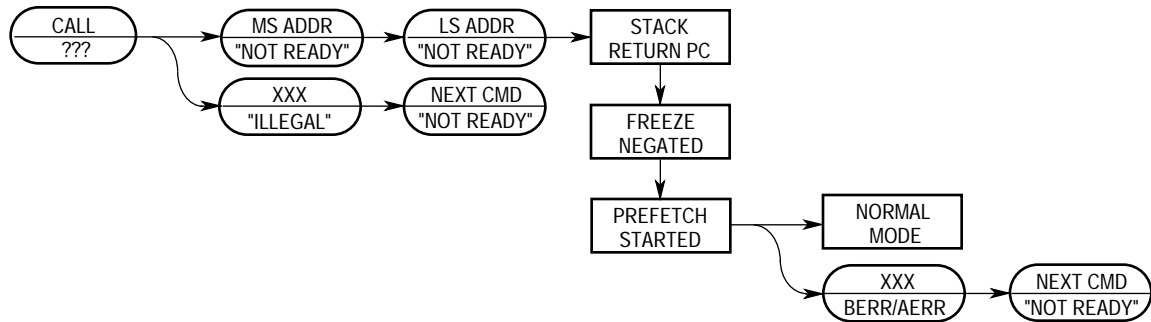 CALL
???
MS ADDR
"NOT READY"
LS ADDR
"NOT READY"
STACK
RETURN PC
XXX
"ILLEGAL"
NEXT CMD
"NOT READY"
FREEZE
NEGATED
PREFETCH
STARTED
NORMAL
MODE
XXX
BERR/AERR
NEXT CMD
"NOT READY"